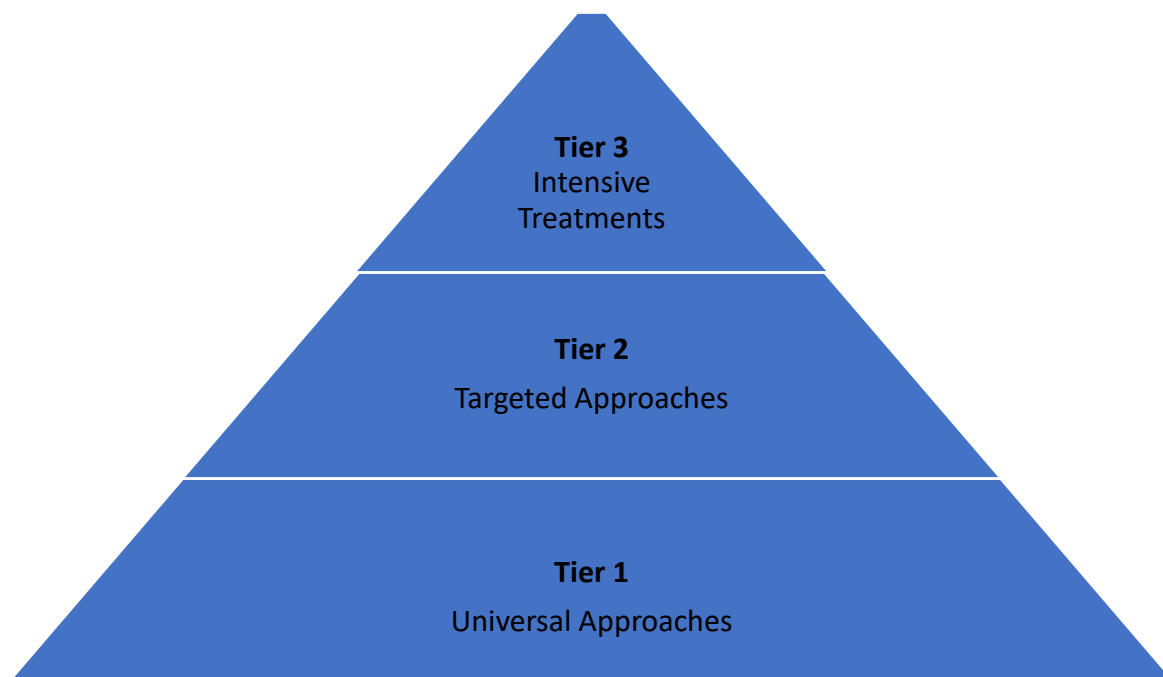 Tier 3
Intensive
Treatments
Tier 2
Targeted Approaches
Tier 1
Universal Approaches